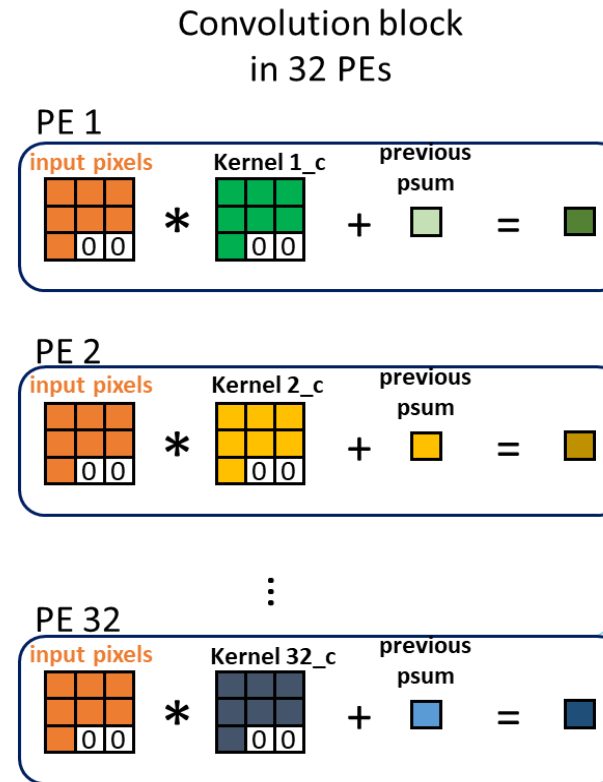 Convolution block
in 32 PEs
PE 1
input pixels
Kernel 1_c
previous
psum
* + =
0 0
0 0
PE 2
input pixels
Kernel 2_c
previous
psum
* + =
0 0
0 0
⋮
PE 32
input pixels
Kernel 32_c
previous
psum
* + =
0 0
0 0